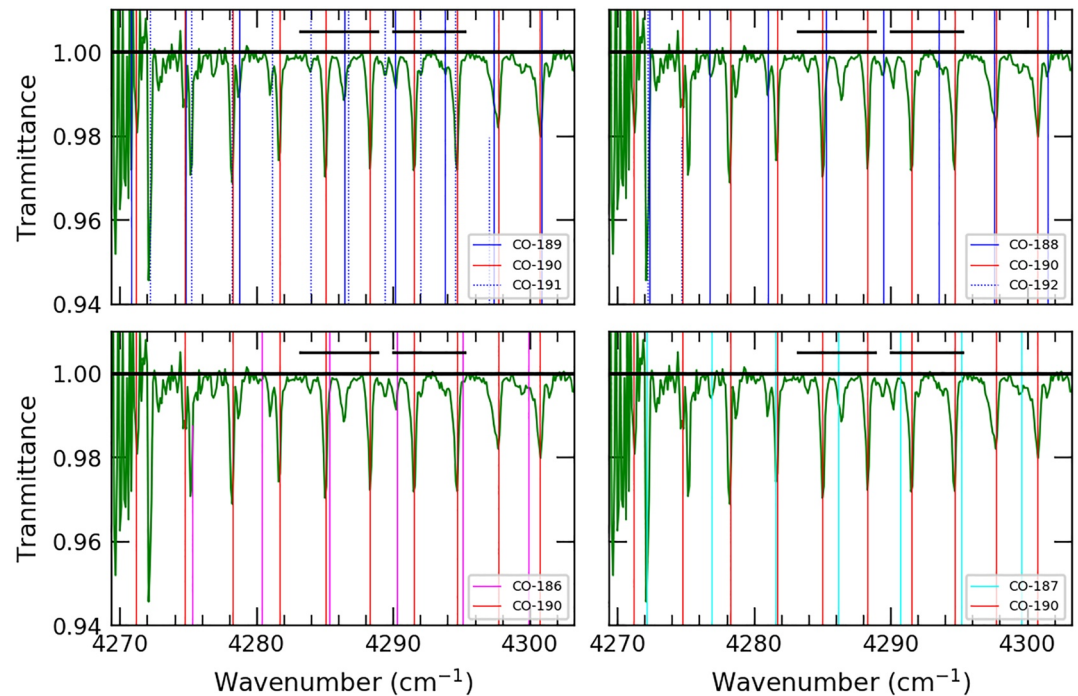 1.00
0.98
0.96
0.94
Tranmittance
CO-189
CO-190
CO-191
CO-188
CO-190
CO-192
1.00
0.98
0.96
0.94
Tranmittance
CO-186
CO-190
CO-187
CO-190
4270 4280 4290 4300
4270 4280 4290 4300
Wavenumber (cm⁻¹)
Wavenumber (cm⁻¹)